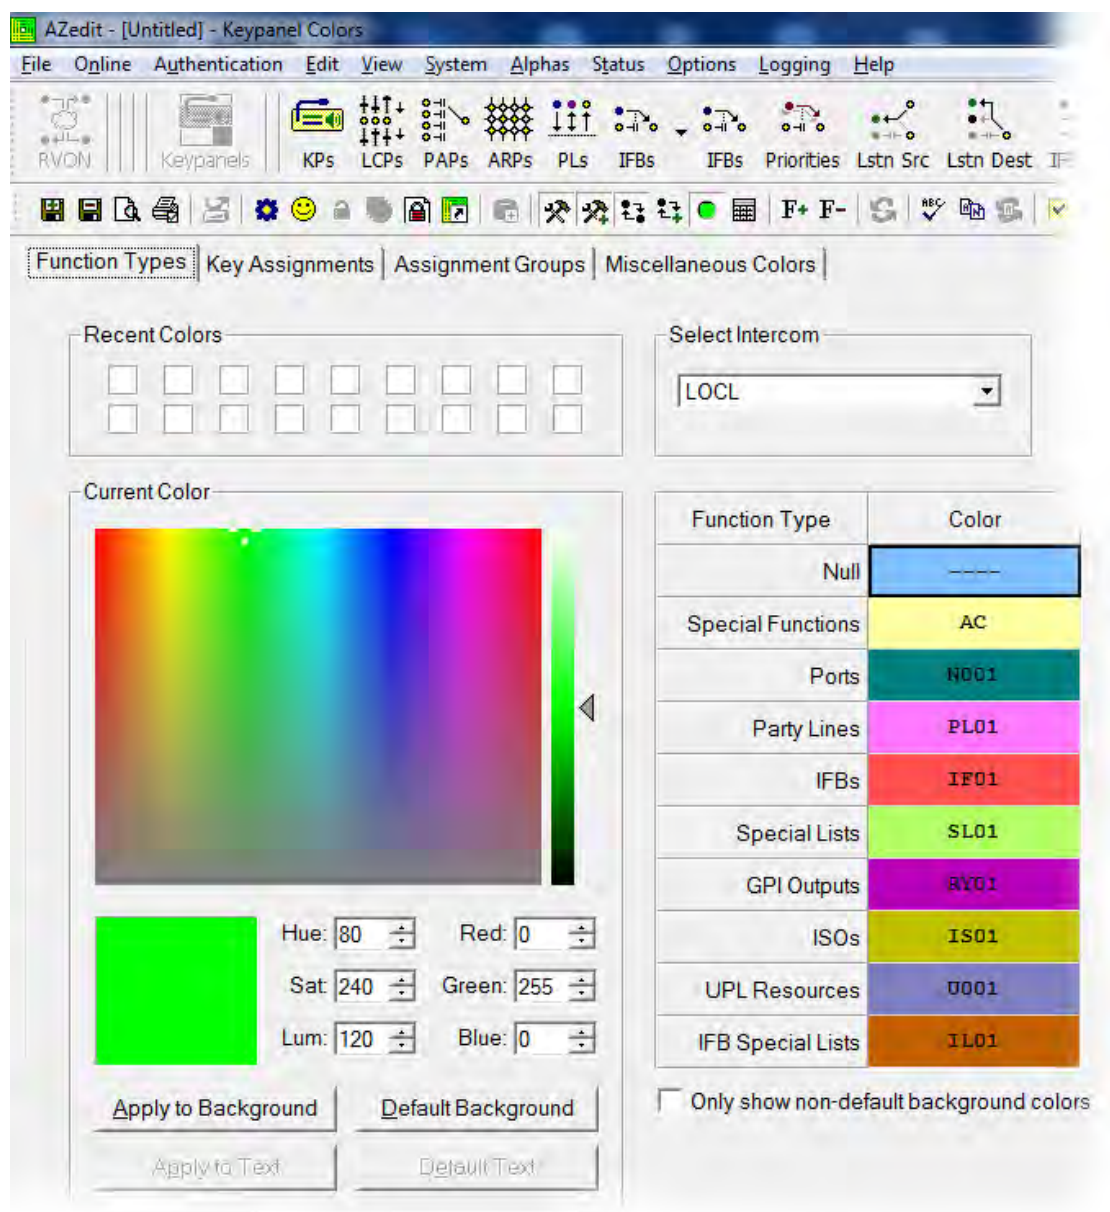 AZedit - [Untitled] - Keypanel Colors
File Online Authentication Edit View System Alphas Status Options Logging Help
RVON Keypanels KPs LCPs PAPs ARPs PLs IFBs IFBs Priorities Lstn Src Lstn Dest
F+ F- ABC
Function Types Key Assignments Assignment Groups Miscellaneous Colors
Recent Colors
Select Intercom
LOCL
Current Color
Function Type Color
Null ----
Special Functions AC
Ports N001
Party Lines PL01
IFBs IF01
Special Lists SL01
GPI Outputs RY01
ISOs IS01
UPL Resources U001
IFB Special Lists IL01
Hue: 80 Red: 0
Sat: 240 Green: 255
Lum: 120 Blue: 0
Apply to Background Default Background
Only show non-default background colors
Apply to Text Default Text